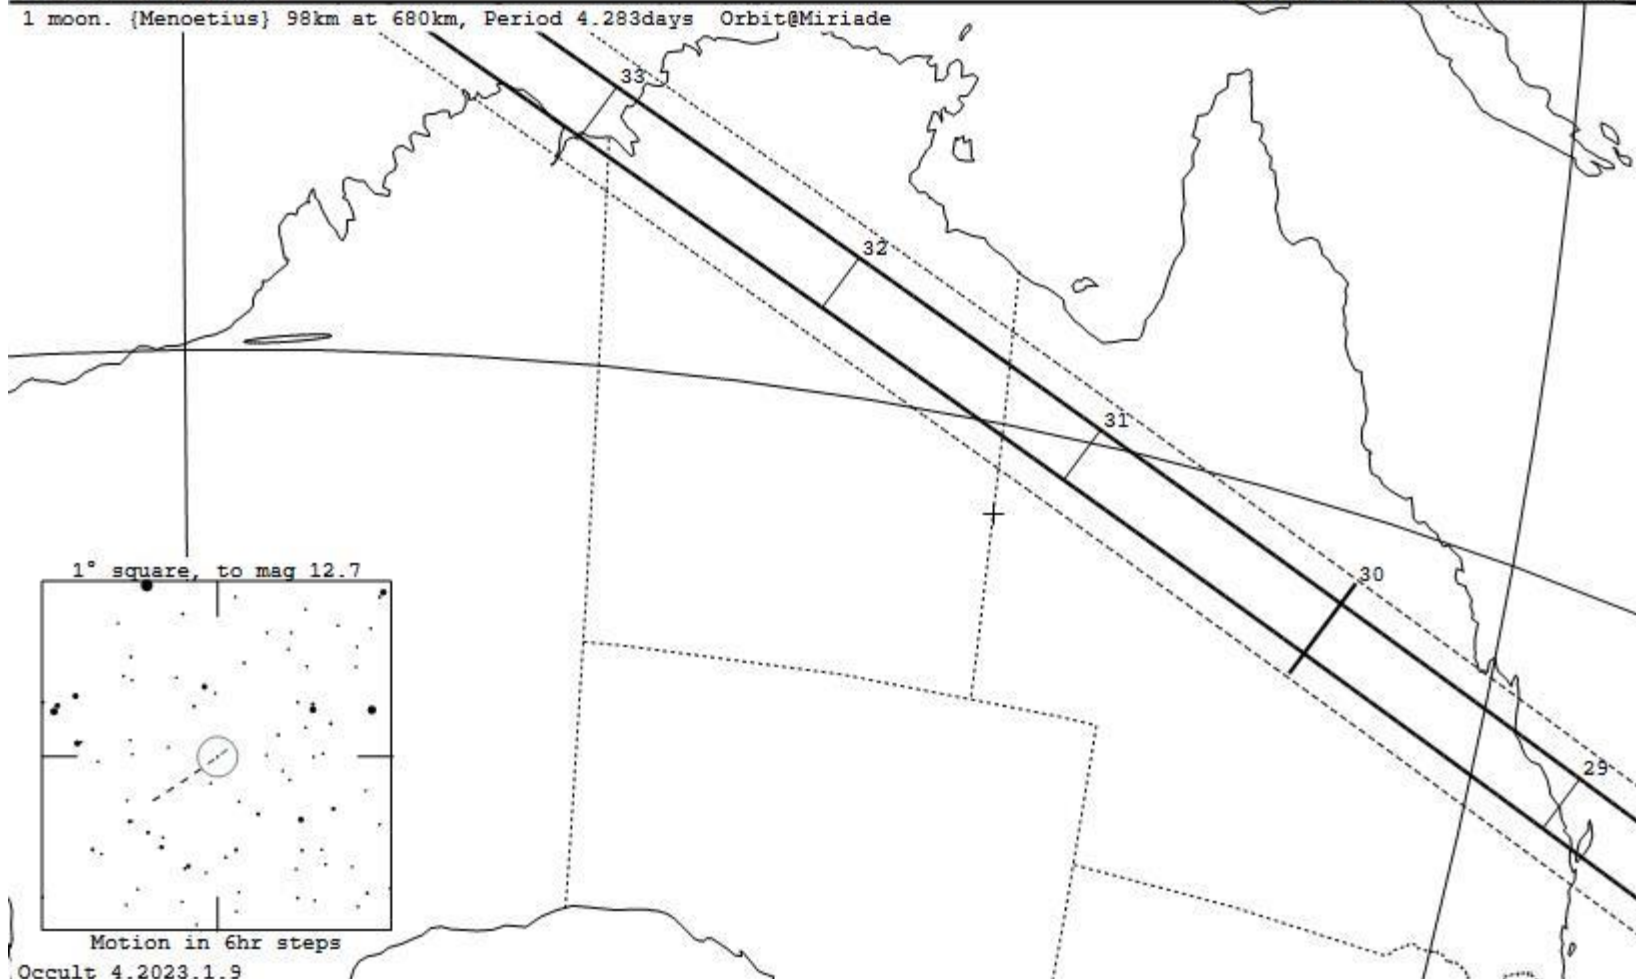 1 moon. {Menoetius} 98km at 680km, Period 4.283days  Orbit@Miriade
33
32
31
30
29
1° square, to mag 12.7
Motion in 6hr steps
Occult 4.2023.1.9